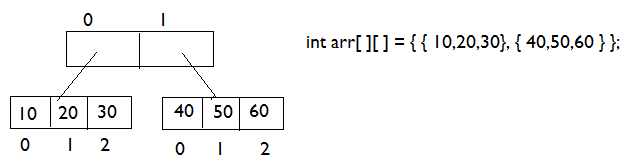 0 1
int arr[ ][ ] = { { 10,20,30}, { 40,50,60 } };
10 20 30
40 50 60
0 1 2
0 1 2